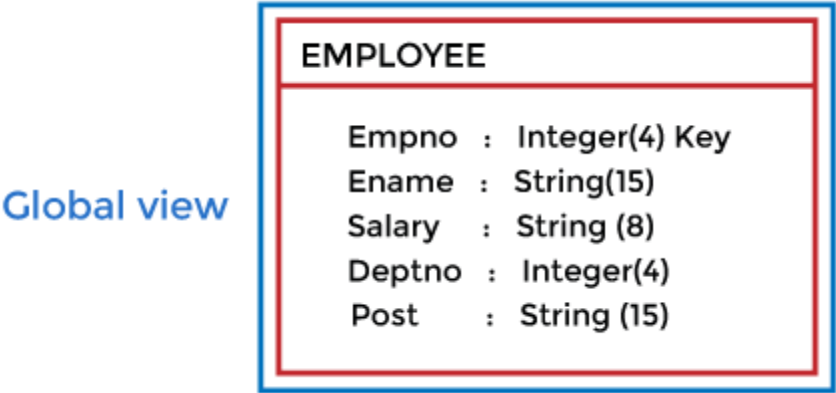 EMPLOYEE
Empno : Integer(4) Key
Ename : String(15)
Global view
Salary : String (8)
Deptno : Integer(4)
Post : String (15)